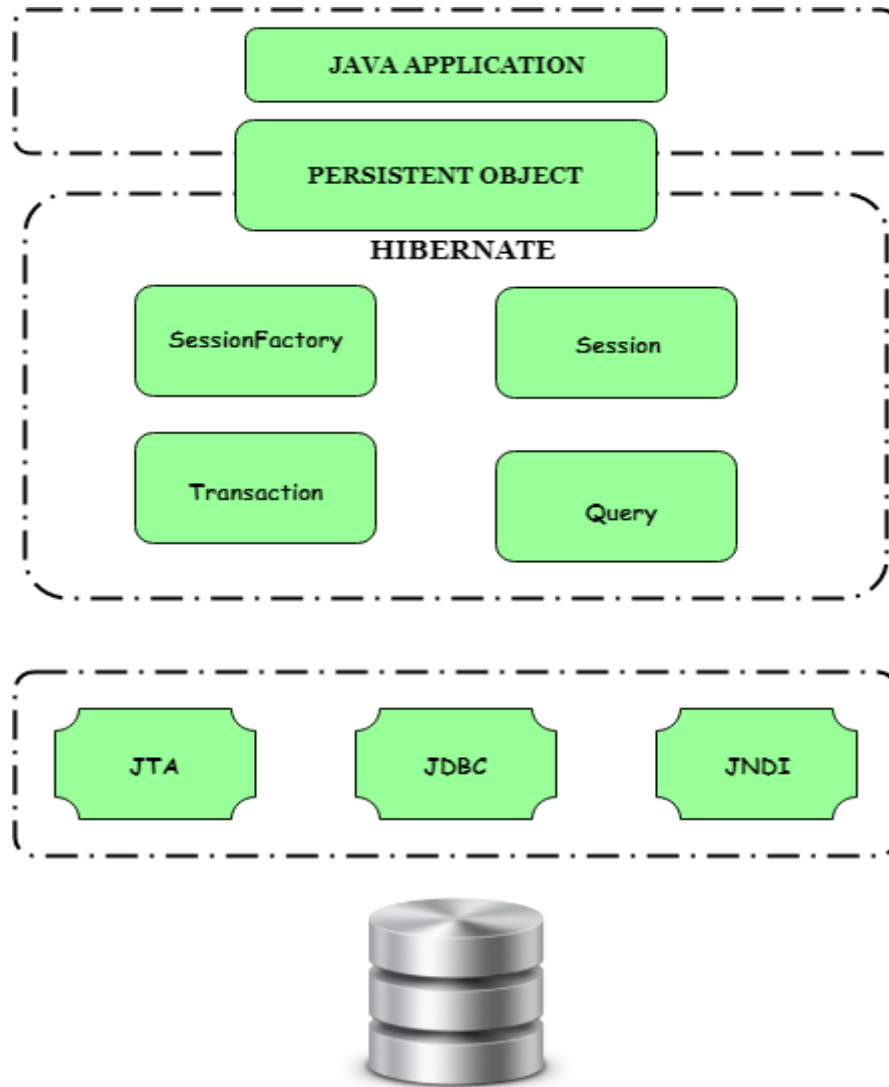 JAVA APPLICATION
PERSISTENT OBJECT
HIBERNATE
SessionFactory
Session
Transaction
Query
JTA
JDBC
JNDI